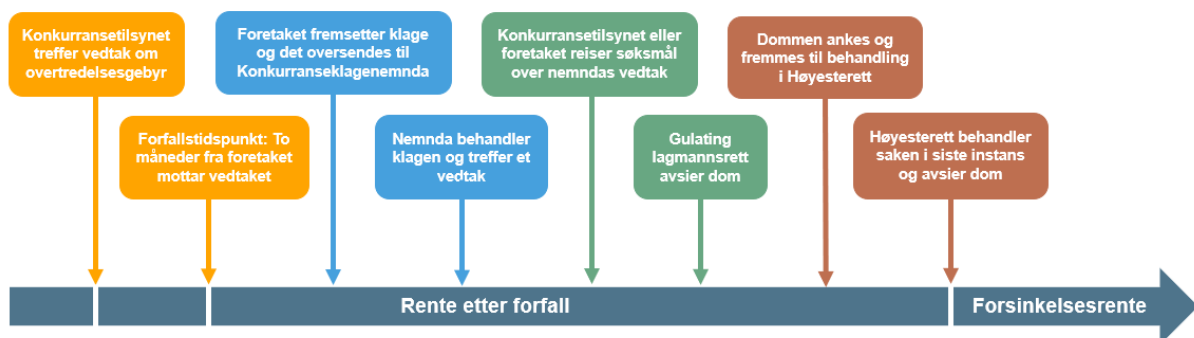 Konkurransetilsynet
treffer vedtak om
overtredelsesgebyr
Forfallstidspunkt: To
måneder fra foretaket
mottar vedtaket
Foretaket fremsetter klage
og det oversendes til
Konkurranseklagenemnda
Nemnda behandler
klagen og treffer et
vedtak
Konkurransetilsynet eller
foretaket reiser søksmål
over nemndas vedtak
Gulating
lagmannsrett
avsier dom
Dommen ankes og
fremmes til behandling
i Høyesterett
Høyesterett behandler
saken i siste instans
og avsier dom
Rente etter forfall
Forsinkelsesrente